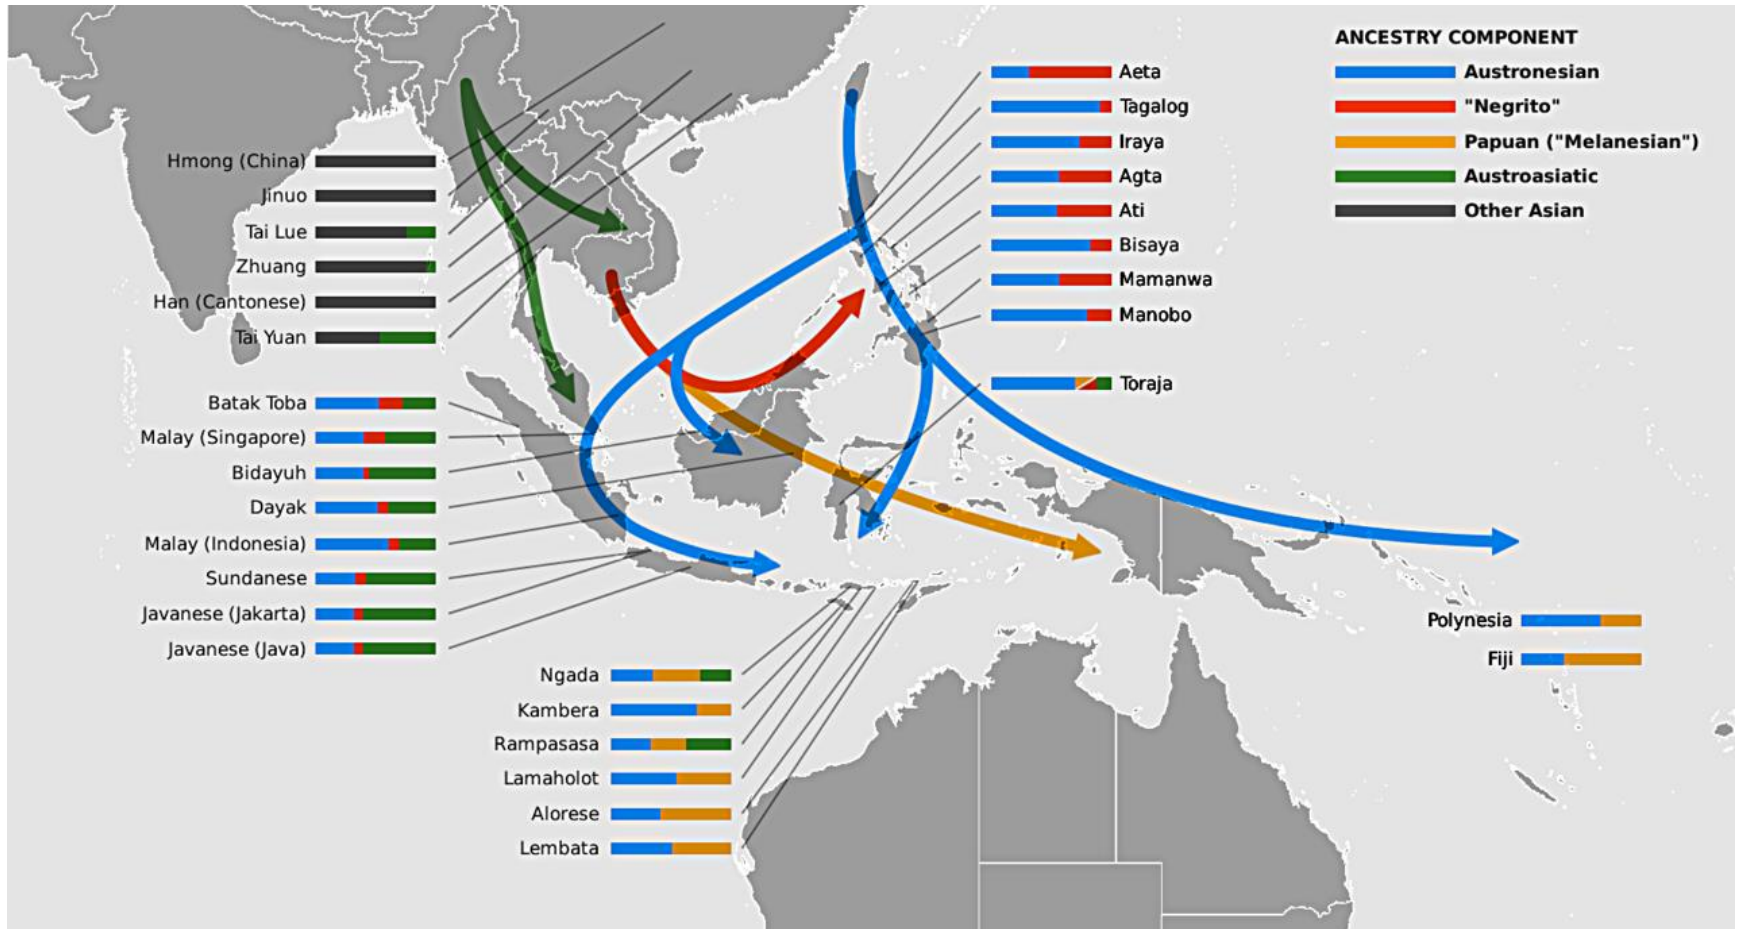 ANCESTRY COMPONENT
Austronesian
"Negrito"
Papuan ("Melanesian")
Austroasiatic
Other Asian
Hmong (China)
Jinuo
Tai Lue
Zhuang
Han (Cantonese)
Tai Yuan
Batak Toba
Malay (Singapore)
Bidayuh
Dayak
Malay (Indonesia)
Sundanese
Javanese (Jakarta)
Javanese (Java)
Aeta
Tagalog
Iraya
Agta
Ati
Bisaya
Mamanwa
Manobo
Toraja
Ngada
Kambera
Rampasasa
Lamaholot
Alorese
Lembata
Polynesia
Fiji